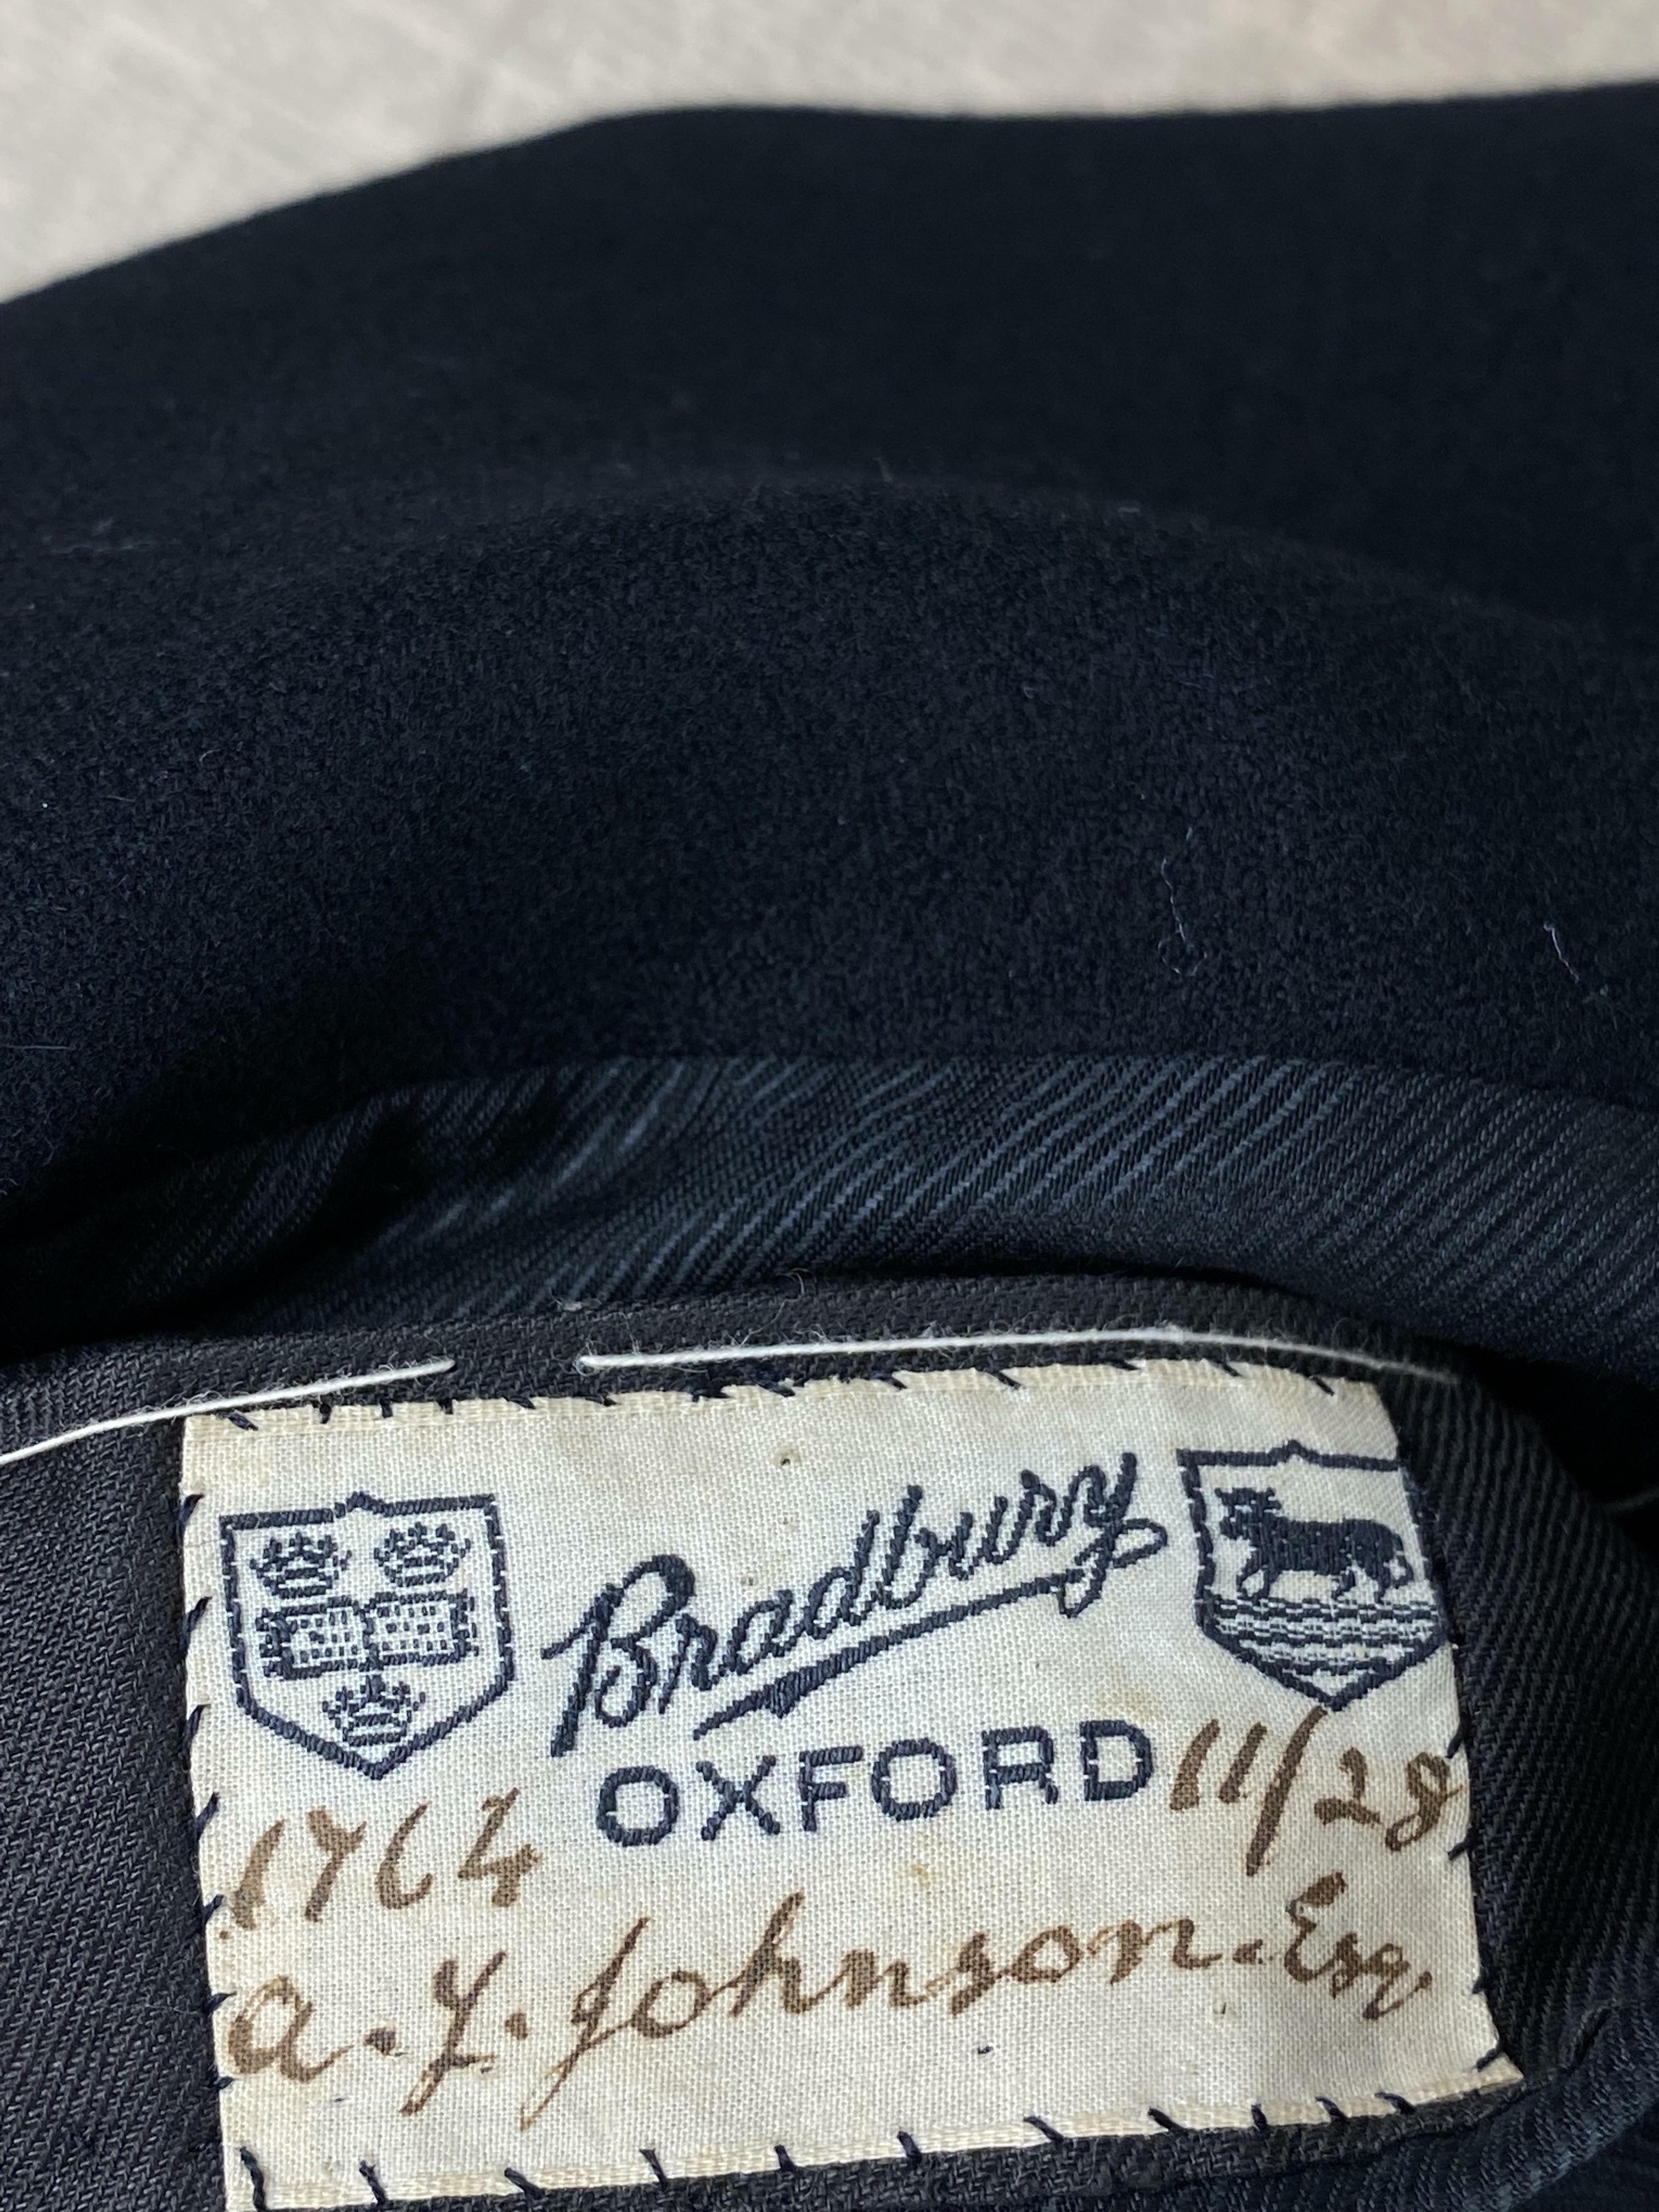 Bradbury
OXFORD
1764 11/28
A. J. Johnson. Esq.